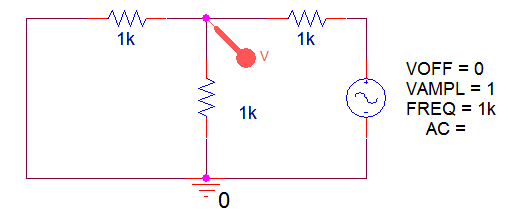 1k
1k
V
1k
VOFF = 0
VAMPL = 1
FREQ = 1k
AC =
0